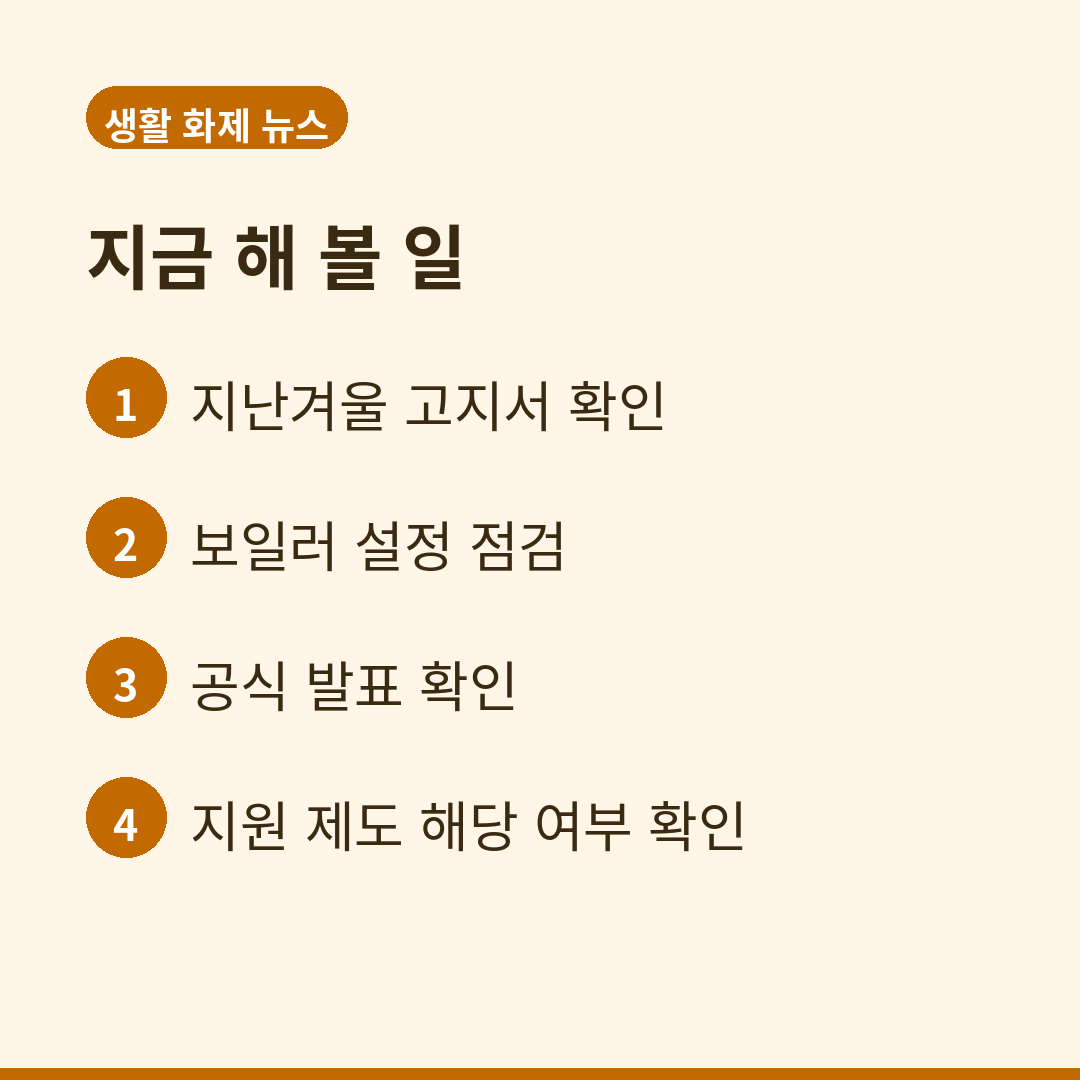 생활 화제 뉴스
지금 해 볼 일
1 지난겨울 고지서 확인
2 보일러 설정 점검
3 공식 발표 확인
4 지원 제도 해당 여부 확인